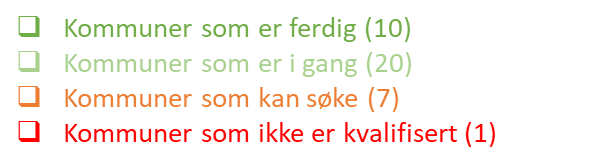 Kommuner som er ferdig (10)
Kommuner som er i gang (20)
Kommuner som kan søke (7)
Kommuner som ikke er kvalifisert (1)